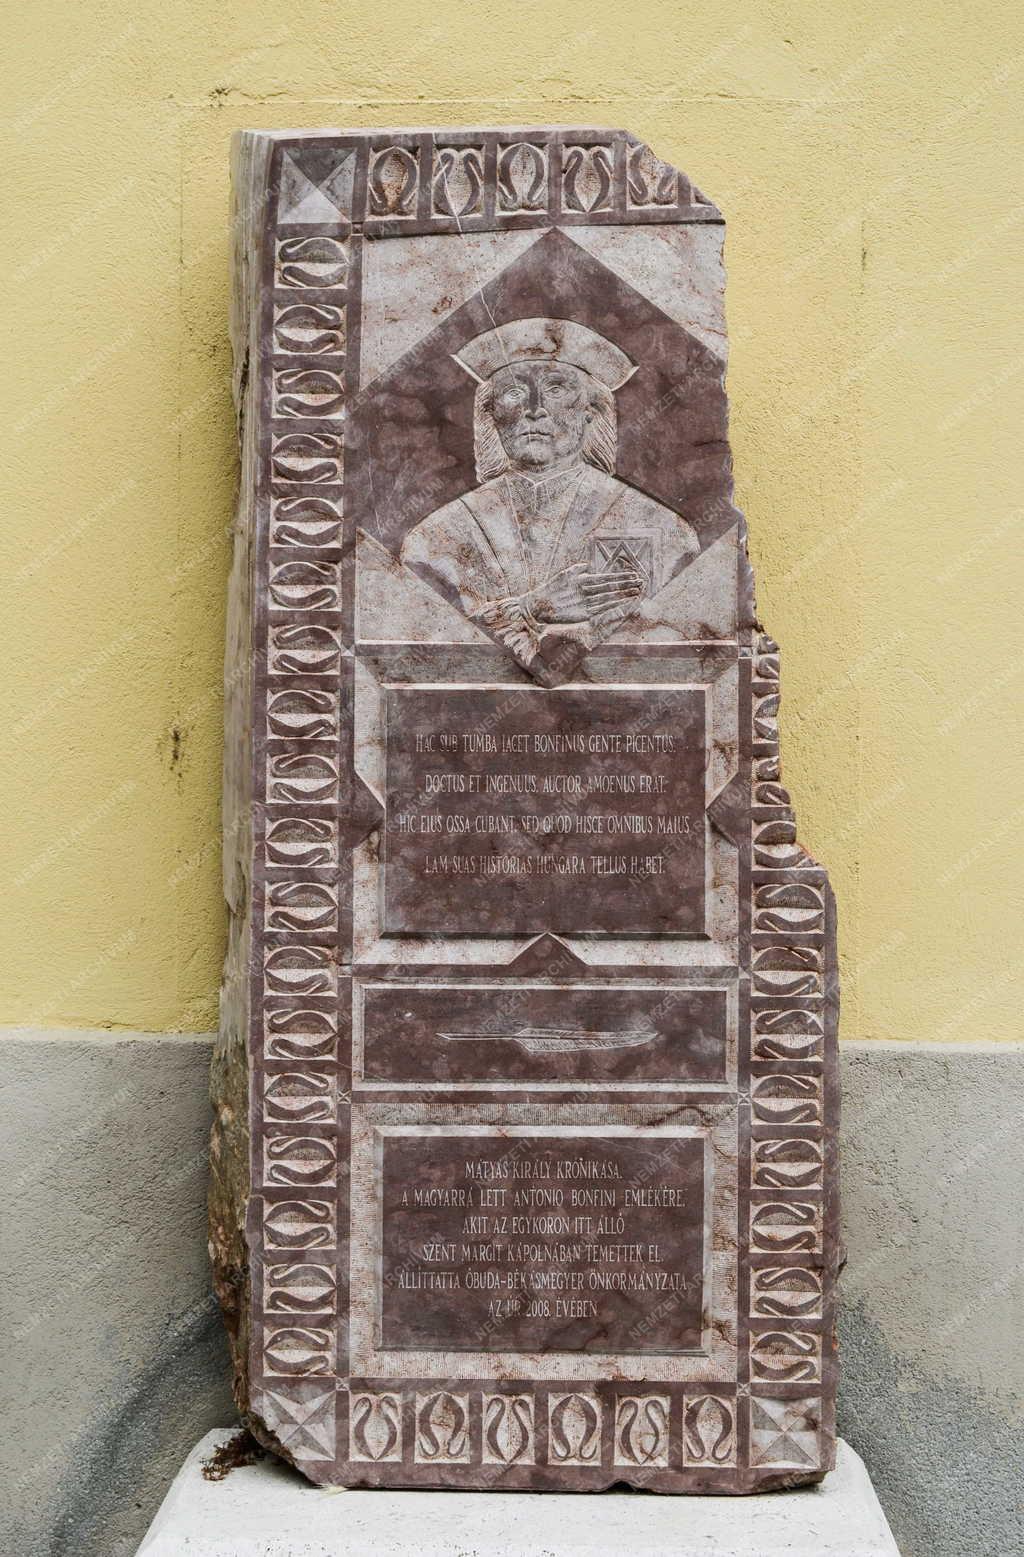 HAC SUB TUMBA IACET BONFINUS GENTE PICENTUS.
DOCTUS ET INGENUUS. AUCTOR AMOENUS ERAT.
HIC EIUS OSSA CUBANT. SED QUOD HISCE OMNIBUS MAIUS.
LAM SUAS HISTORIAS HUNGARA TELLUS HABET.
MÁTYÁS KIRÁLY KRÓNIKÁSA,
A MAGYARRÁ LETT ANTONIO BONFINI EMLÉKÉRE,
AKIT AZ EGYKORON ITT ÁLLÓ
SZENT MARGIT KÁPOLNÁBAN TEMETTEK EL.
ÁLLÍTTATTA ÓBUDA-BÉKÁSMEGYER ÖNKORMÁNYZATA
AZ ÚR 2008. ÉVÉBEN